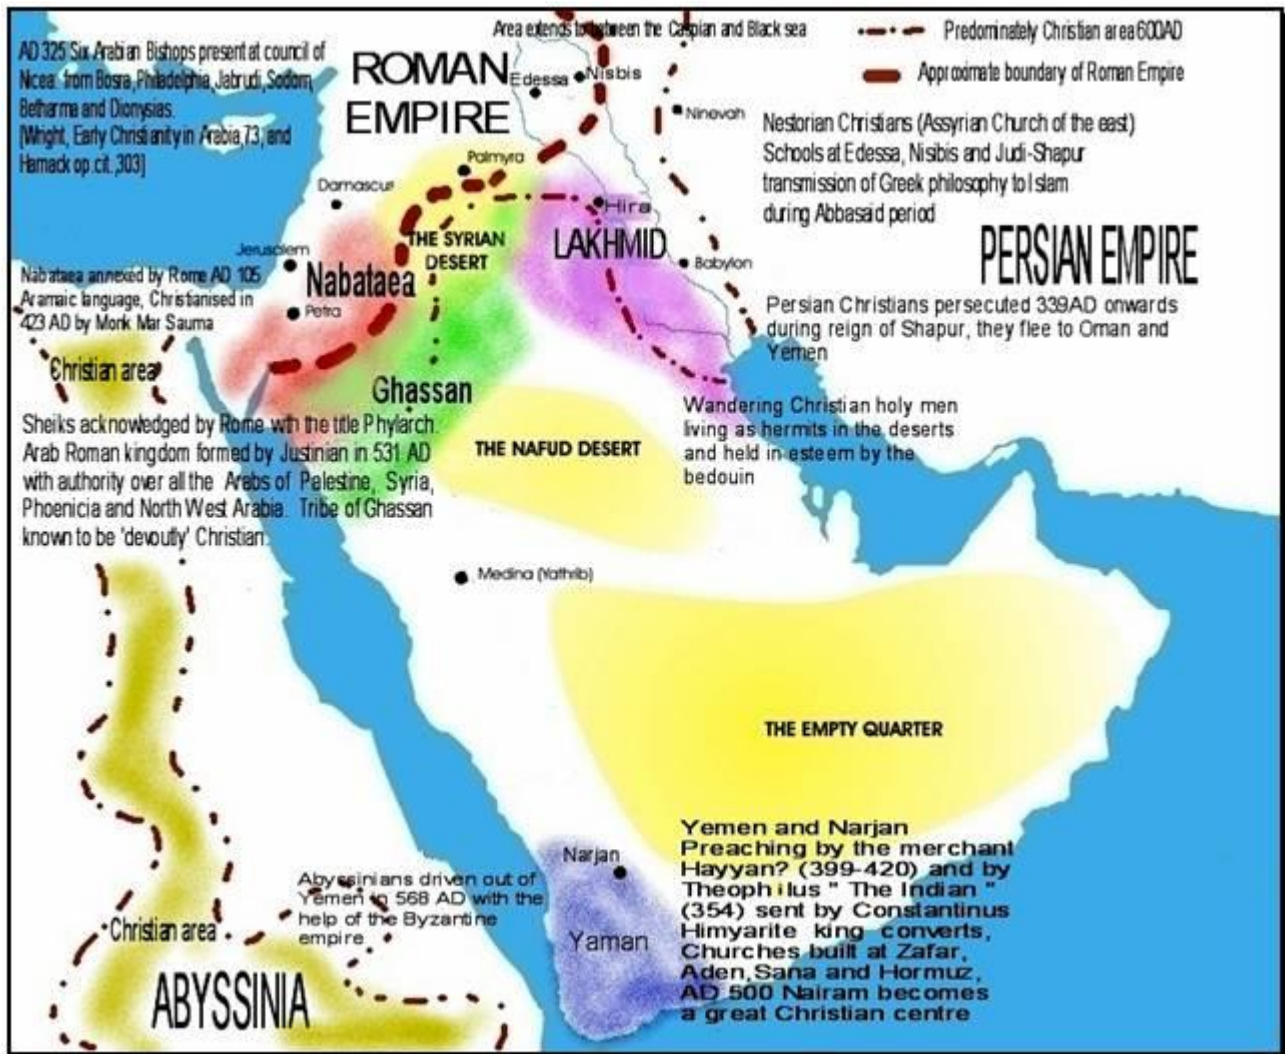 Area extends to between the Caspian and Black sea
AD 325 Six Arabian Bishops present at council of
Nicea: from Bosra, Philadelphia, Jabrudi, Sodom,
Betharma and Dionysias.
[Wright, Early Christianity in Arabia,73, and
Harnack op.cit.,303]
ROMAN
EMPIRE
Edessa
Nisbis
Ninevah
Predominately Christian area 600AD
Approximate boundary of Roman Empire
Nestorian Christians (Assyrian Church of the east)
Schools at Edessa, Nisibis and Judi-Shapur
transmission of Greek philosophy to Islam
during Abbasaid period
PERSIAN EMPIRE
Persian Christians persecuted 339AD onwards
during reign of Shapur, they flee to Oman and
Yemen
Palmyra
Damascus
THE SYRIAN
DESERT
Hira
LAKHMID
Babylon
Jerusalem
Nabataea
Petra
Nabataea annexed by Rome AD 105
Aramaic language, Christianised in
423 AD by Monk Mar Sauma
Christian area
Ghassan
Sheiks acknowledged by Rome wth the title Phylarch.
Arab Roman kingdom formed by Justinian in 531 AD
with authority over all the Arabs of Palestine, Syria,
Phoenicia and North West Arabia. Tribe of Ghassan
known to be 'devoutly' Christian.
THE NAFUD DESERT
Wandering Christian holy men
living as hermits in the deserts
and held in esteem by the
bedouin
Medina (Yathrib)
THE EMPTY QUARTER
Narjan
Yaman
Yemen and Narjan
Preaching by the merchant
Hayyan? (399-420) and by
Theophilus " The Indian "
(354) sent by Constantinus
Himyarite king converts,
Churches built at Zafar,
Aden,Sana and Hormuz,
AD 500 Nairam becomes
a great Christian centre
Abyssinians driven out of
Yemen in 568 AD with the
help of the Byzantine
empire
Christian area
ABYSSINIA